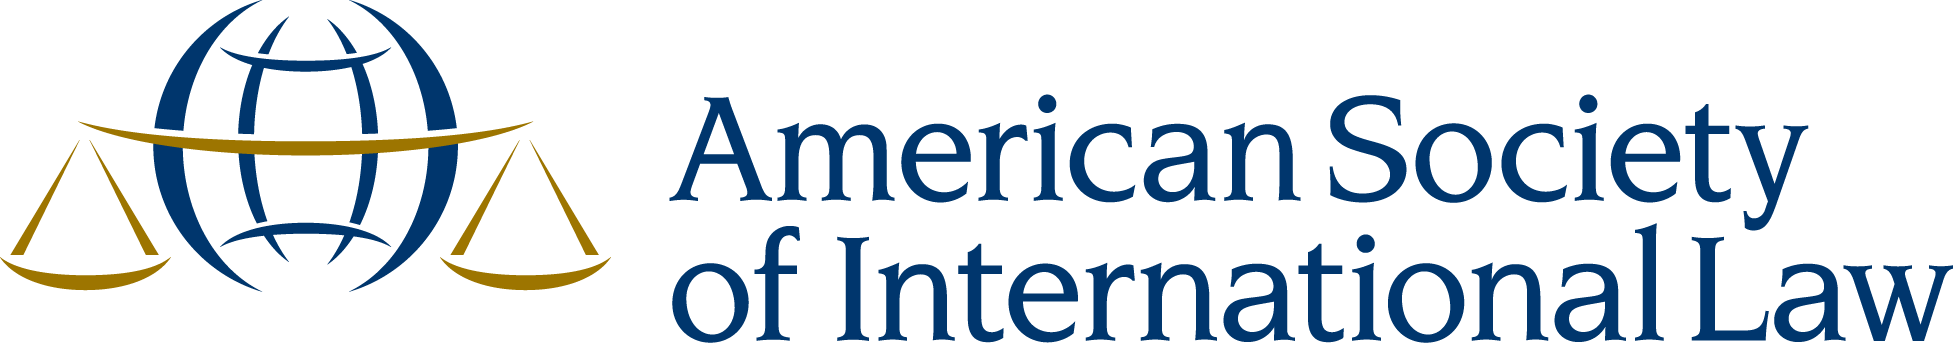 American Society
of International Law